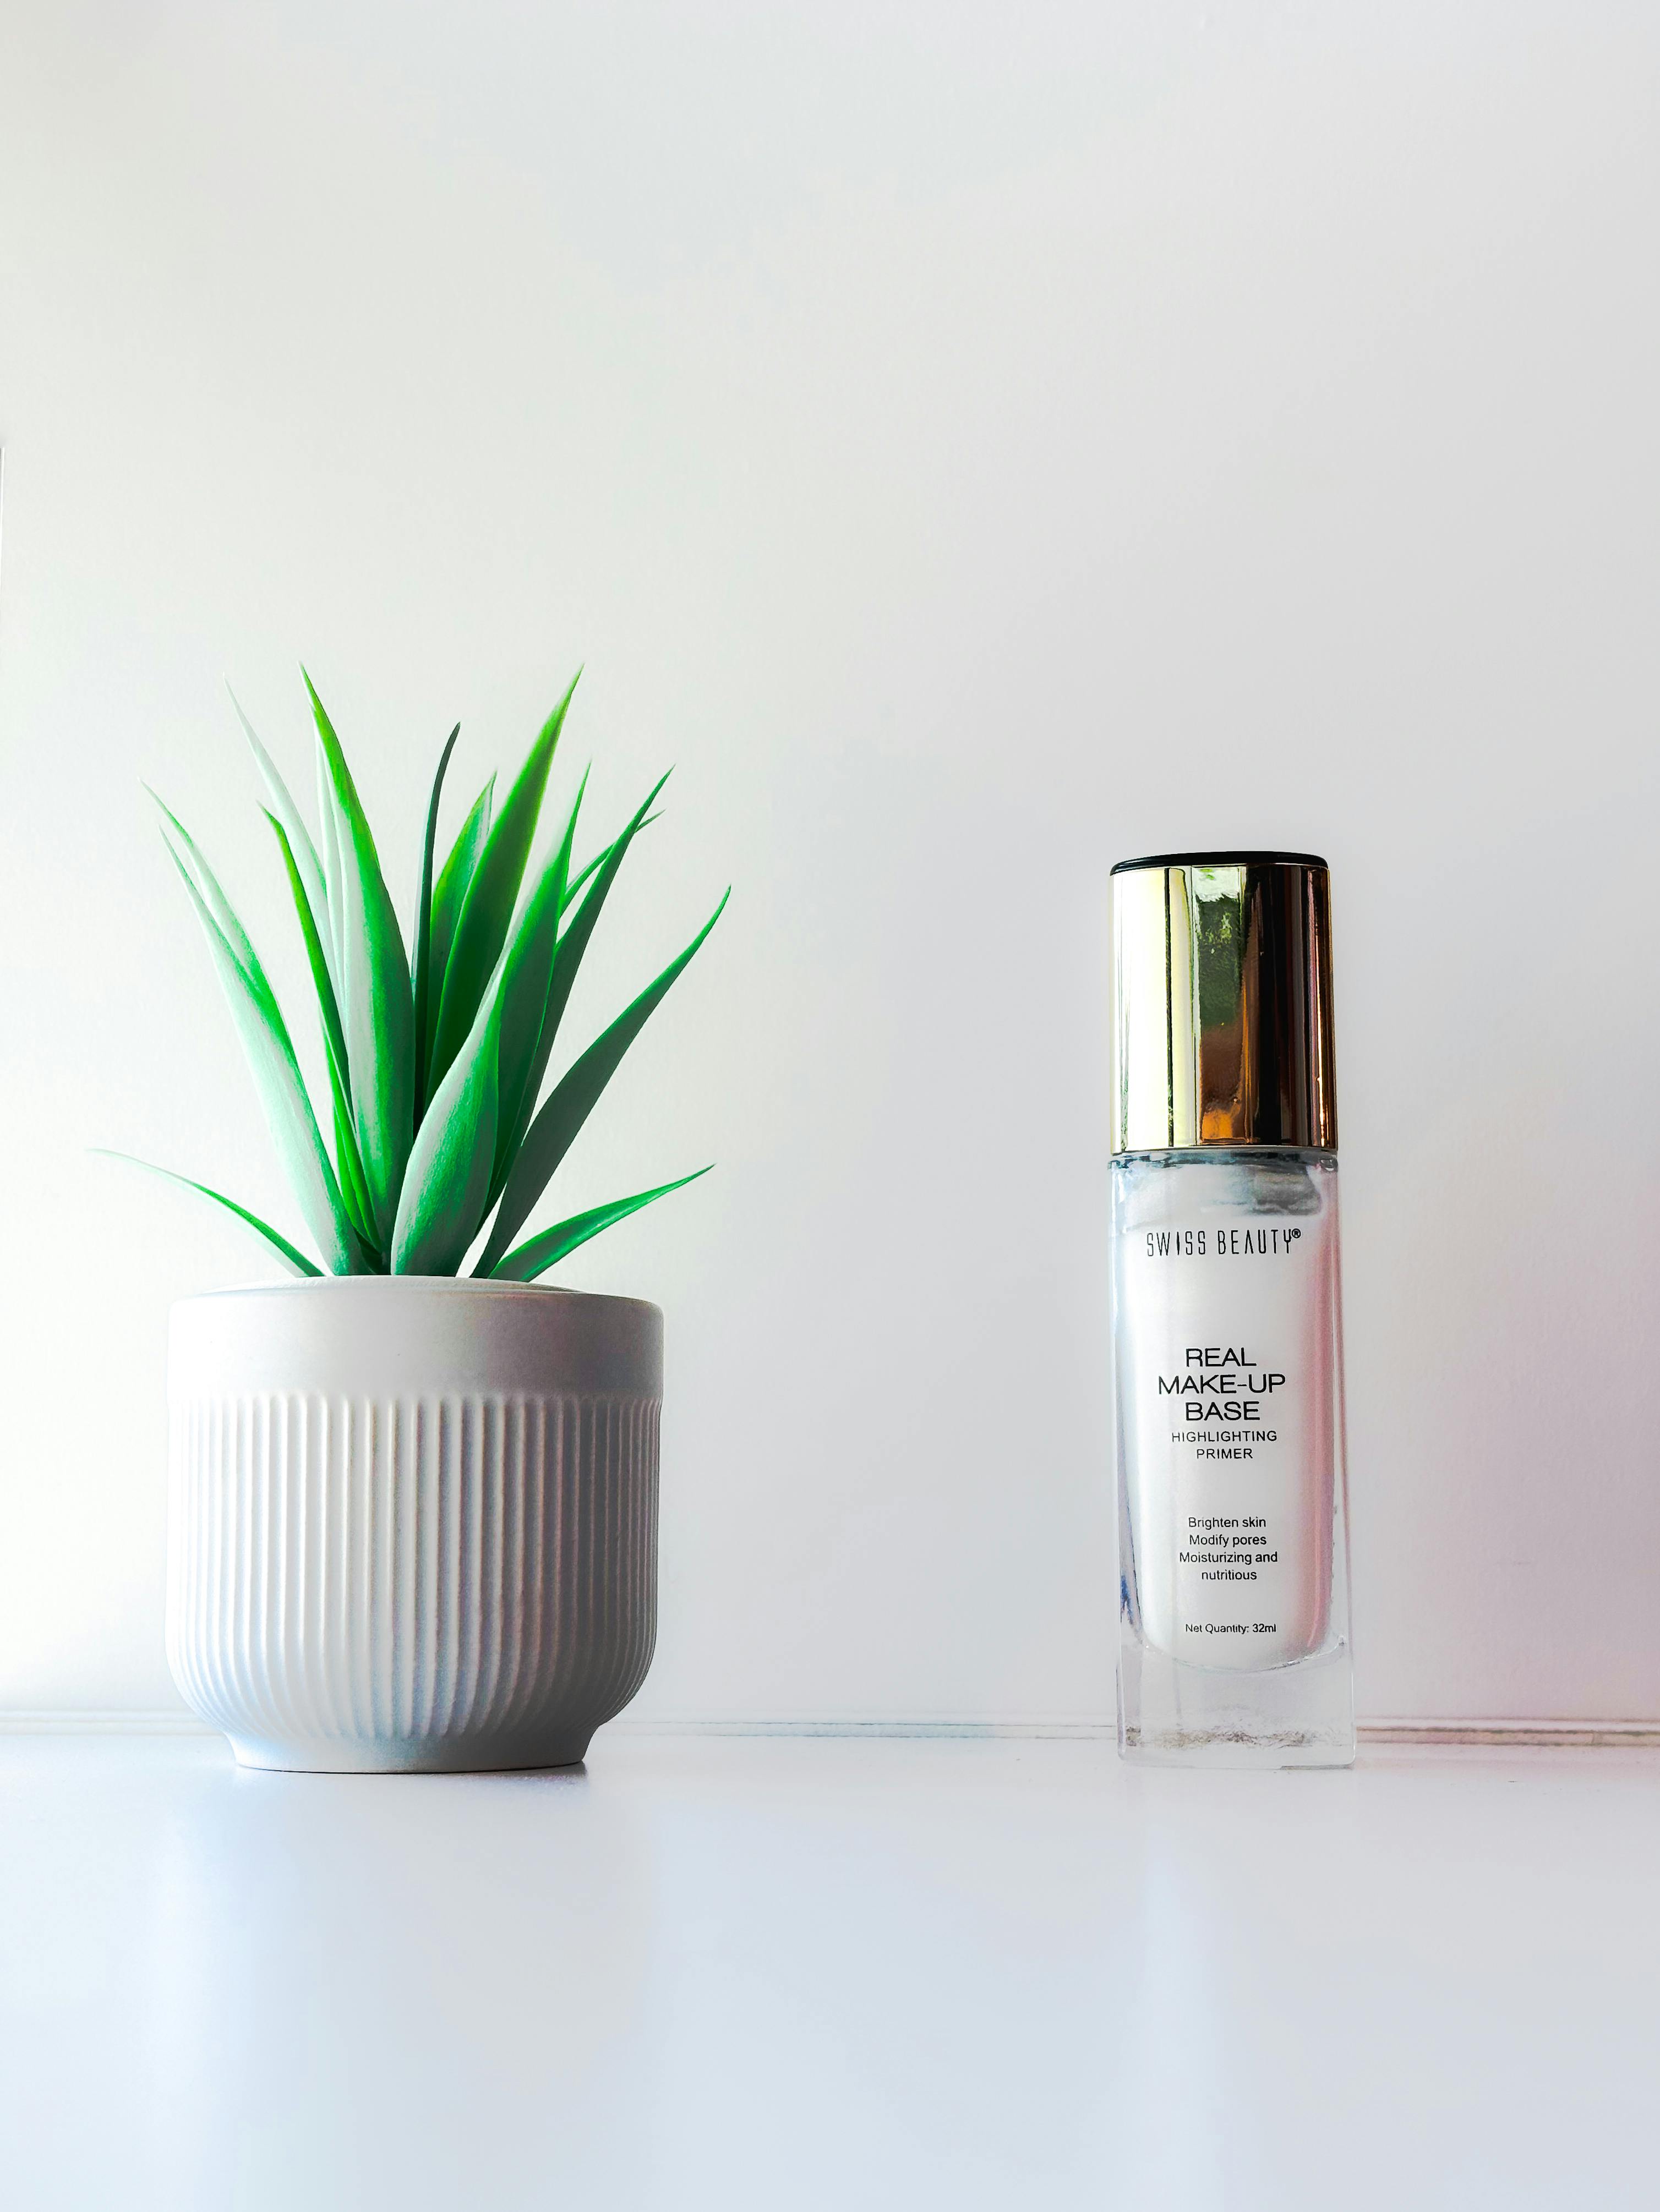 SWISS BEAUTY®
REAL
MAKE-UP
BASE
HIGHLIGHTING
PRIMER
Brighten skin
Modify pores
Moisturizing and
nutritious
Net Quantity: 32ml